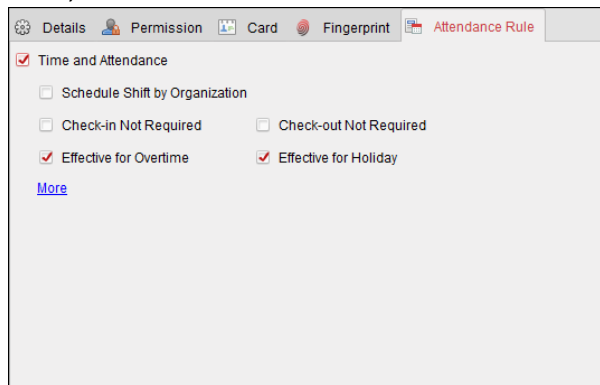 Details Permission Card Fingerprint Attendance Rule
Time and Attendance
Schedule Shift by Organization
Check-in Not Required Check-out Not Required
Effective for Overtime Effective for Holiday
More